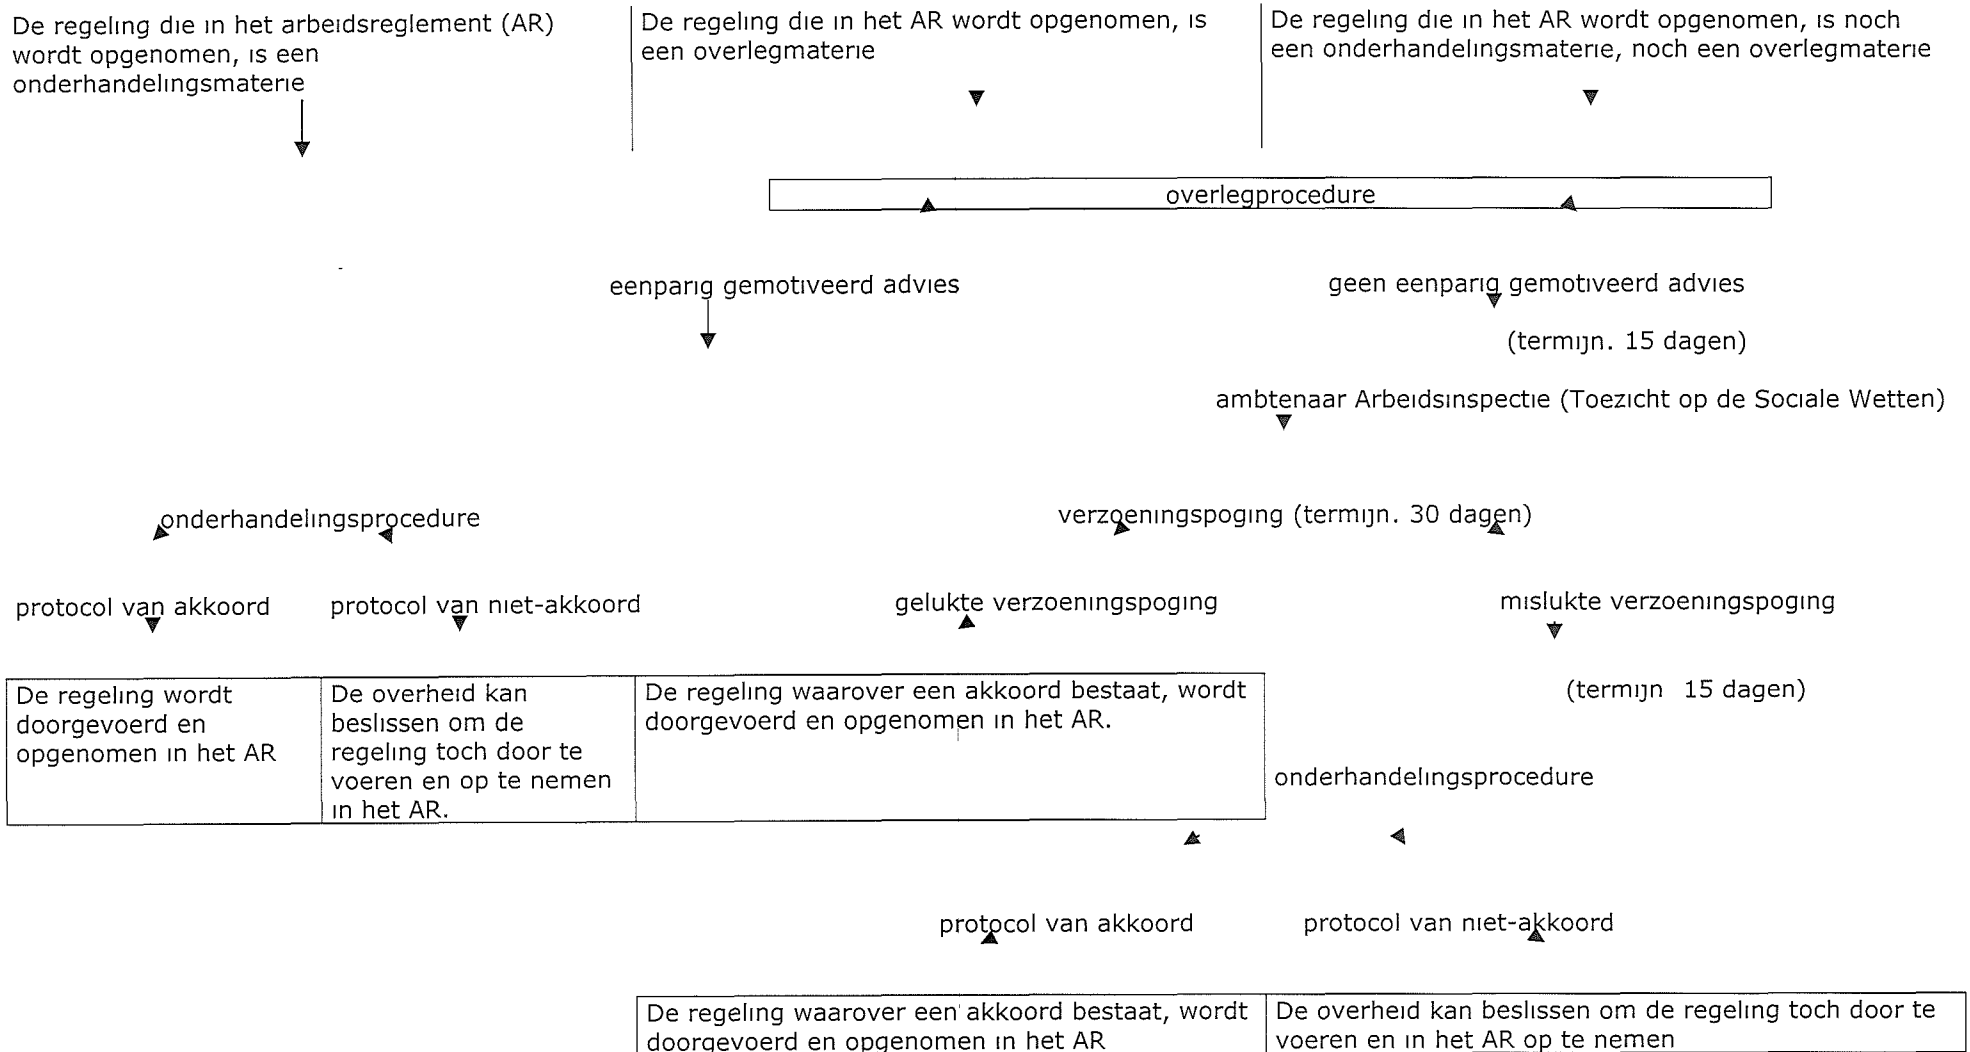 De regeling die in het arbeidsreglement (AR)
wordt opgenomen, is een
onderhandelingsmaterie
De regeling die in het AR wordt opgenomen, is
een overlegmaterie
De regeling die in het AR wordt opgenomen, is noch
een onderhandelingsmaterie, noch een overlegmaterie
overlegprocedure
eenparig gemotiveerd advies
geen eenparig gemotiveerd advies
(termijn. 15 dagen)
ambtenaar Arbeidsinspectie (Toezicht op de Sociale Wetten)
onderhandelingsprocedure
verzoeningspoging (termijn. 30 dagen)
protocol van akkoord
protocol van niet-akkoord
gelukte verzoeningspoging
mislukte verzoeningspoging
De regeling wordt
doorgevoerd en
opgenomen in het AR
De overheid kan
beslissen om de
regeling toch door te
voeren en op te nemen
in het AR.
De regeling waarover een akkoord bestaat, wordt
doorgevoerd en opgenomen in het AR.
(termijn 15 dagen)
onderhandelingsprocedure
protocol van akkoord
protocol van niet-akkoord
De regeling waarover een akkoord bestaat, wordt
doorgevoerd en opgenomen in het AR
De overheid kan beslissen om de regeling toch door te
voeren en in het AR op te nemen